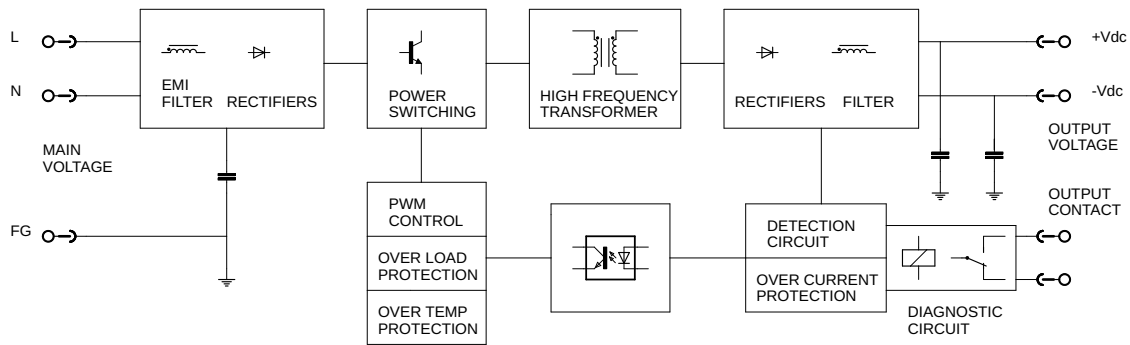 L
N
MAIN
VOLTAGE
FG
EMI
FILTER
RECTIFIERS
POWER
SWITCHING
HIGH FREQUENCY
TRANSFORMER
RECTIFIERS
FILTER
+Vdc
-Vdc
OUTPUT
VOLTAGE
OUTPUT
CONTACT
PWM
CONTROL
OVER LOAD
PROTECTION
OVER TEMP
PROTECTION
DETECTION
CIRCUIT
OVER CURRENT
PROTECTION
DIAGNOSTIC
CIRCUIT